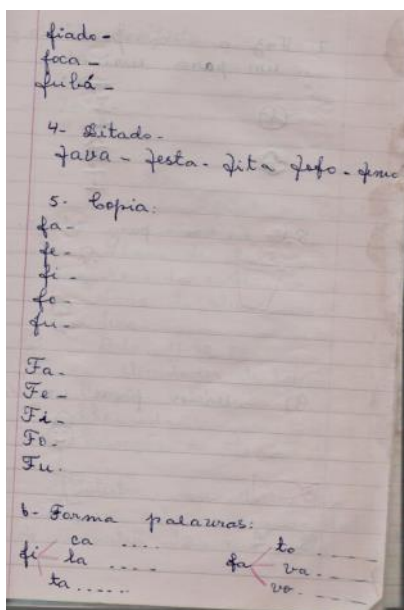 fiado -
foca -
fubá -
4- Ditado -
fava - festa - fita fofo - fumo
5- Copia:
fa -
fe -
fi -
fo -
fu -
Fa -
Fe -
Fi -
Fo -
Fu .
6- Forma palavras:
fi ca .... fa to ....
la .... va ....
ta ..... vo ....